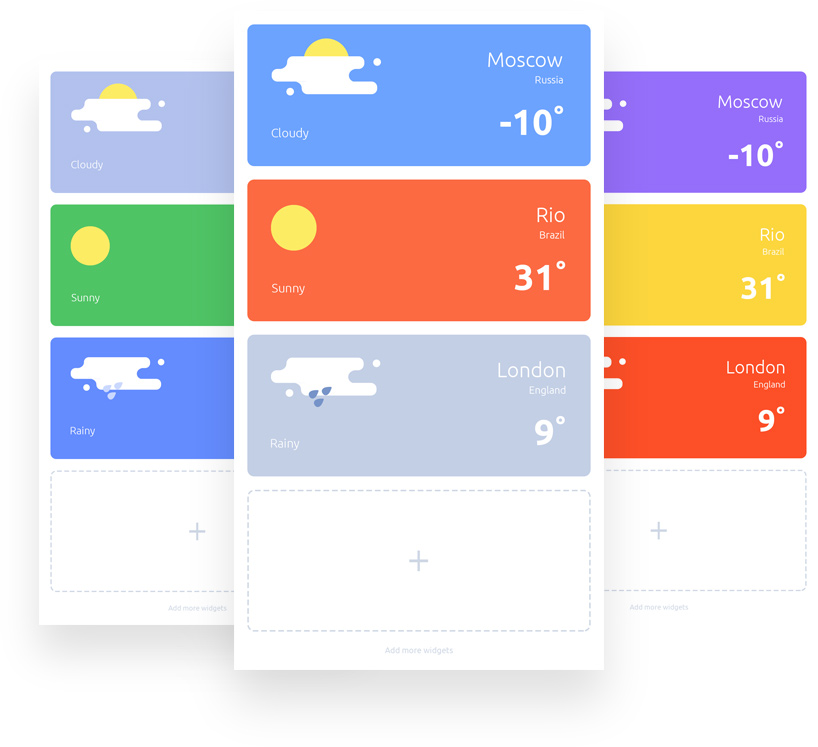 Cloudy
Sunny
Rainy
Add more widgets
Moscow
Russia
-10°
Cloudy
Rio
Brazil
31°
Sunny
London
England
9°
Rainy
+
Add more widgets
Moscow
Russia
-10°
Rio
Brazil
31°
London
England
9°
Add more widgets